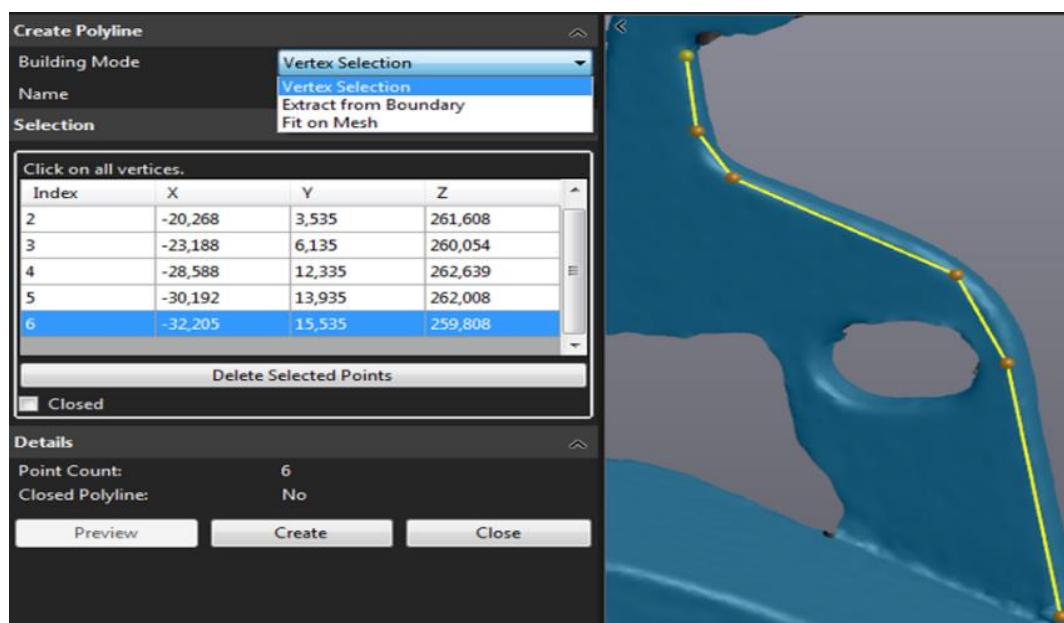 Create Polyline
Building Mode Vertex Selection
Vertex Selection
Name
Extract from Boundary
Fit on Mesh
Selection
Click on all vertices.
Index X Y Z
2 -20,268 3,535 261,608
3 -23,188 6,135 260,054
4 -28,588 12,335 262,639
5 -30,192 13,935 262,008
6 -32,205 15,535 259,808
Delete Selected Points
Closed
Details
Point Count: 6
Closed Polyline: No
Preview Create Close